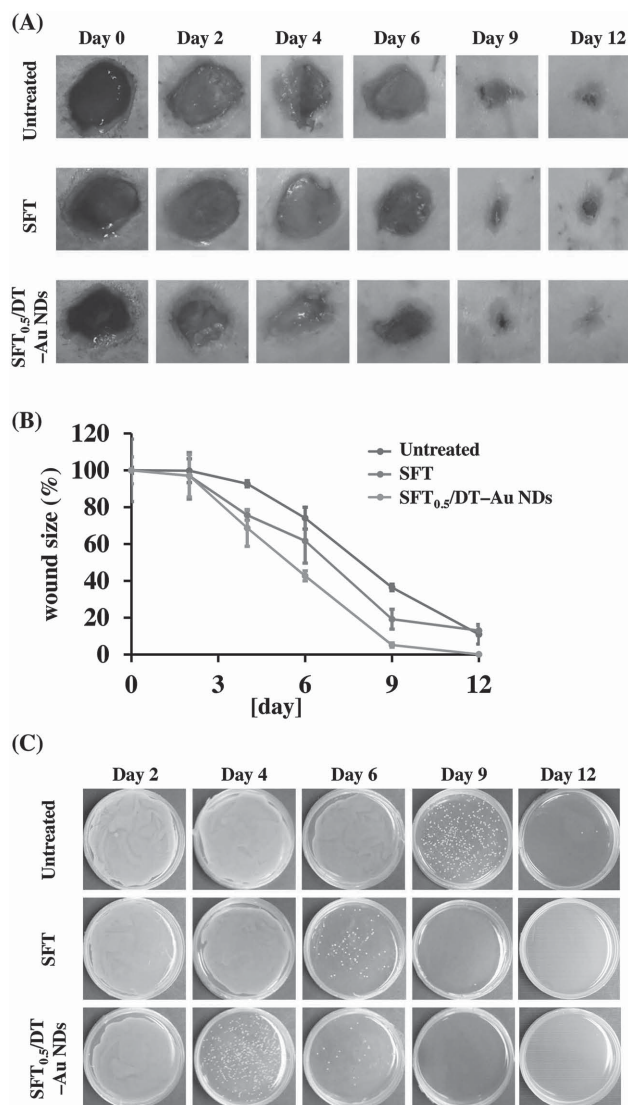 (A)
Day 0 Day 2 Day 4 Day 6 Day 9 Day 12
Untreated
SFT
SFT₀.₅/DT
–Au NDs
(B)
120
100
80
60
40
20
0
wound size (%)
Untreated
SFT
SFT₀.₅/DT–Au NDs
0 3 6 9 12
[day]
(C)
Day 2 Day 4 Day 6 Day 9 Day 12
Untreated
SFT
SFT₀.₅/DT
–Au NDs